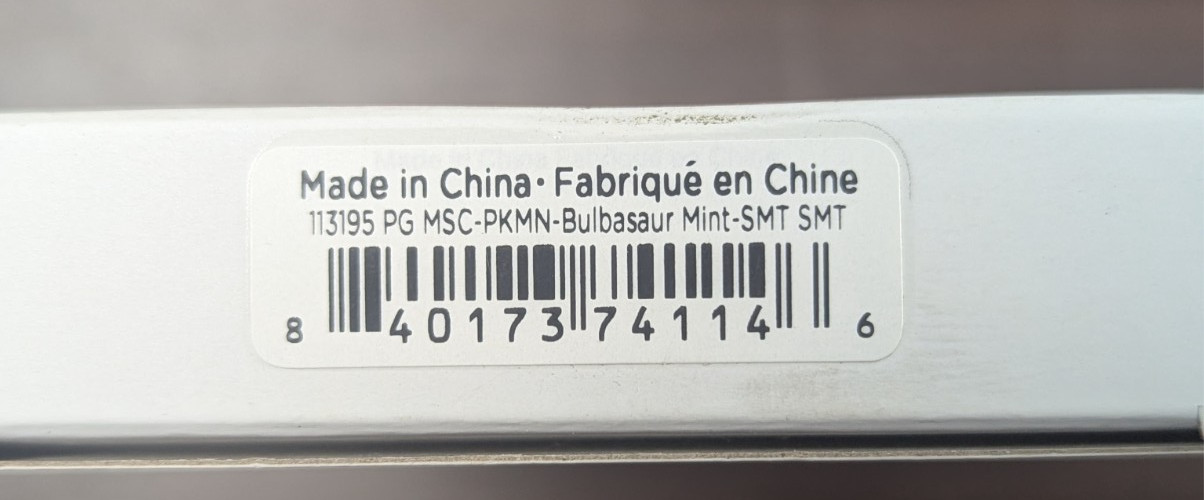 Made in China • Fabriqué en Chine
113195 PG MSC-PKMN-Bulbasaur Mint-SMT SMT
8 40173 74114 6